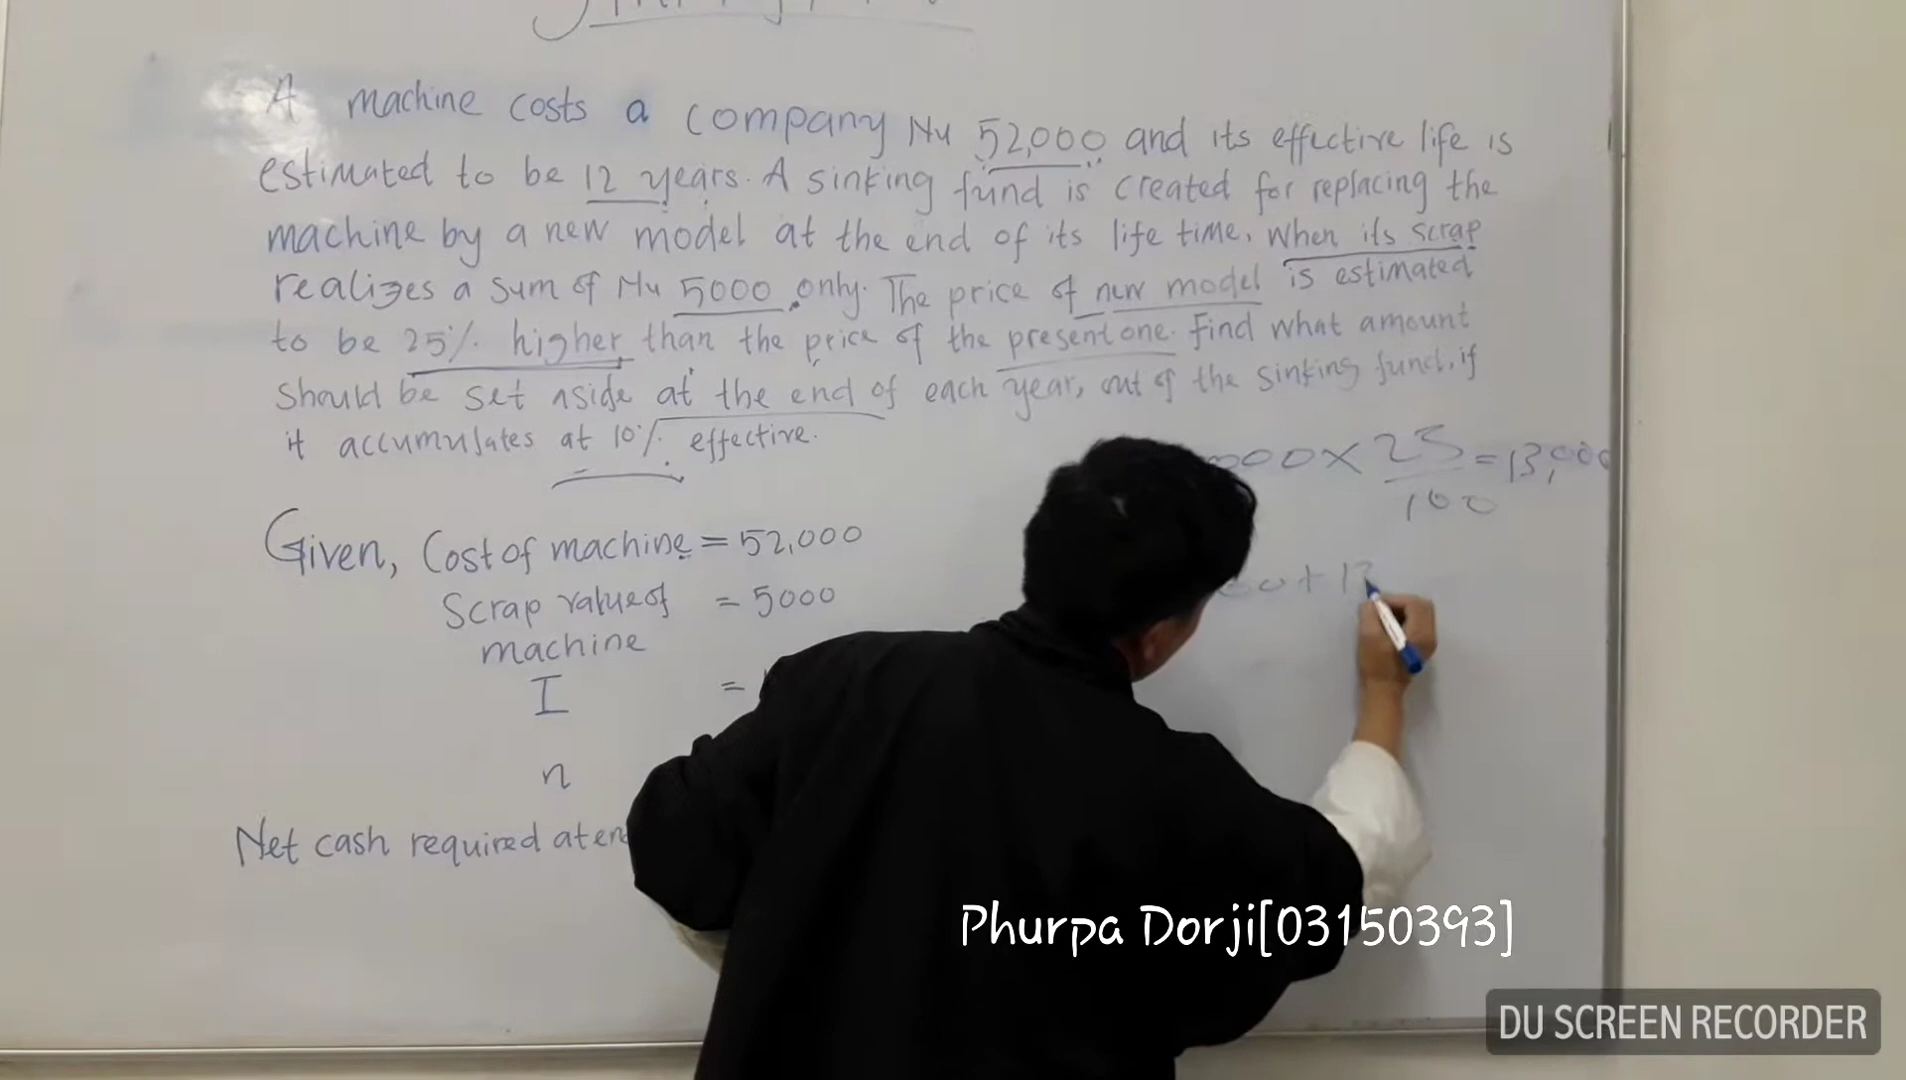 A machine costs a company Nu 52,000 and its effective life is
estimated to be 12 years. A sinking fund is created for replacing the
machine by a new model at the end of its life time, when its scrap
realizes a sum of Nu 5000 only. The price of new model is estimated
to be 25% higher than the price of the present one. Find what amount
should be set aside at the end of each year, out of the sinking fund, if
it accumulates at 10% effective.
000 × 25/100 = 13,000
Given, Cost of machine = 52,000
Scrap value of = 5000
machine
I =
n
Net cash required at en
Phurpa Dorji[03150393]
DU SCREEN RECORDER